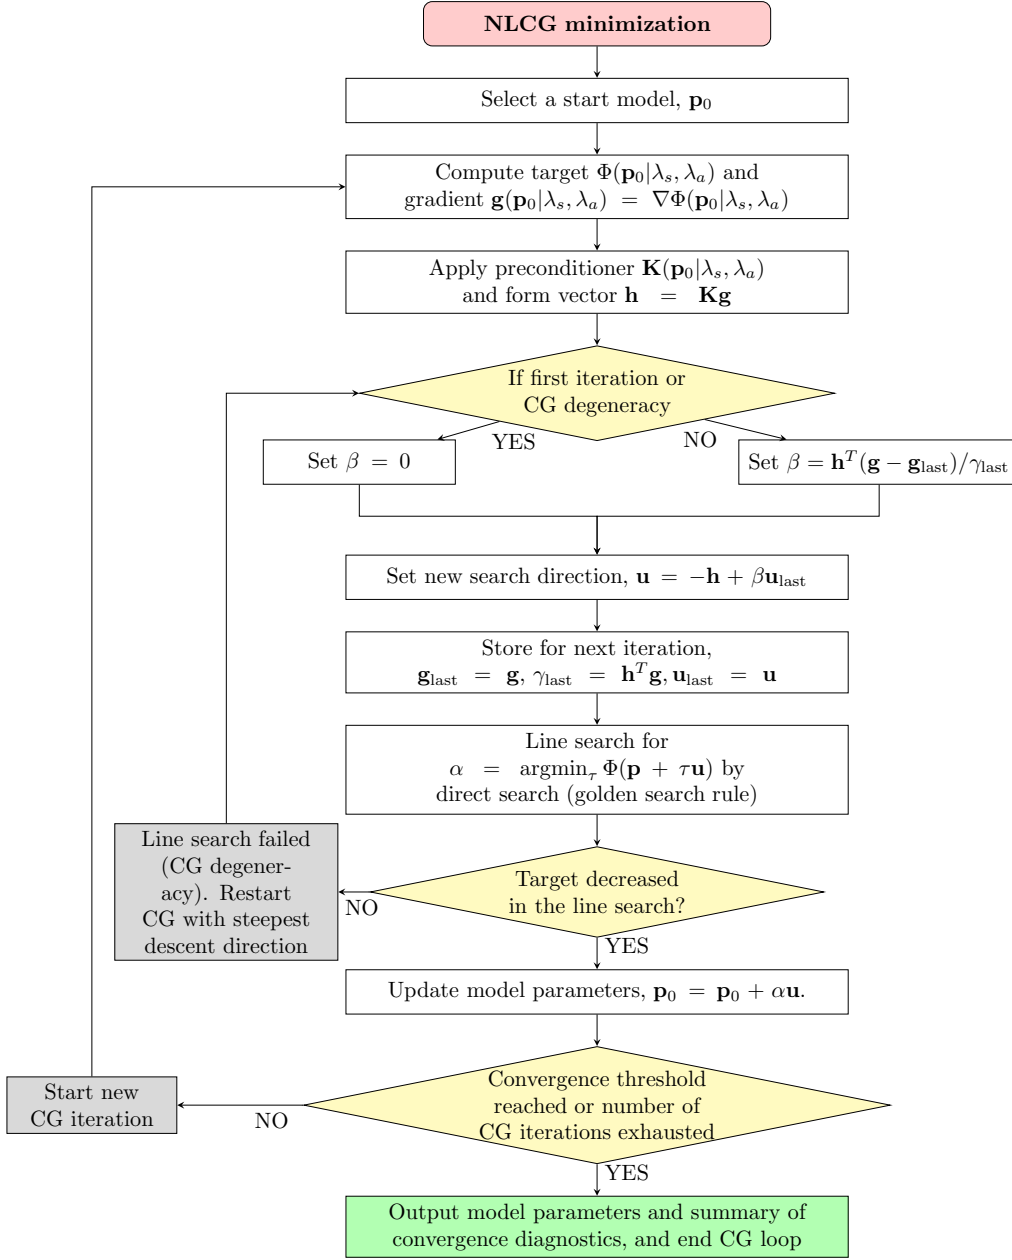 NLCG minimization
Select a start model, p₀
Compute target Φ(p₀|λₛ, λₐ) and
gradient g(p₀|λₛ, λₐ) = ∇Φ(p₀|λₛ, λₐ)
Apply preconditioner K(p₀|λₛ, λₐ)
and form vector h = Kg
If first iteration or
CG degeneracy
YES
NO
Set β = 0
Set β = hᵀ(g − g_last)/γ_last
Set new search direction, u = −h + βu_last
Store for next iteration,
g_last = g, γ_last = hᵀg, u_last = u
Line search for
α = argmin_τ Φ(p + τu) by
direct search (golden search rule)
Line search failed
(CG degener-
acy). Restart
CG with steepest
descent direction
NO
Target decreased
in the line search?
YES
Update model parameters, p₀ = p₀ + αu.
Start new
CG iteration
NO
Convergence threshold
reached or number of
CG iterations exhausted
YES
Output model parameters and summary of
convergence diagnostics, and end CG loop